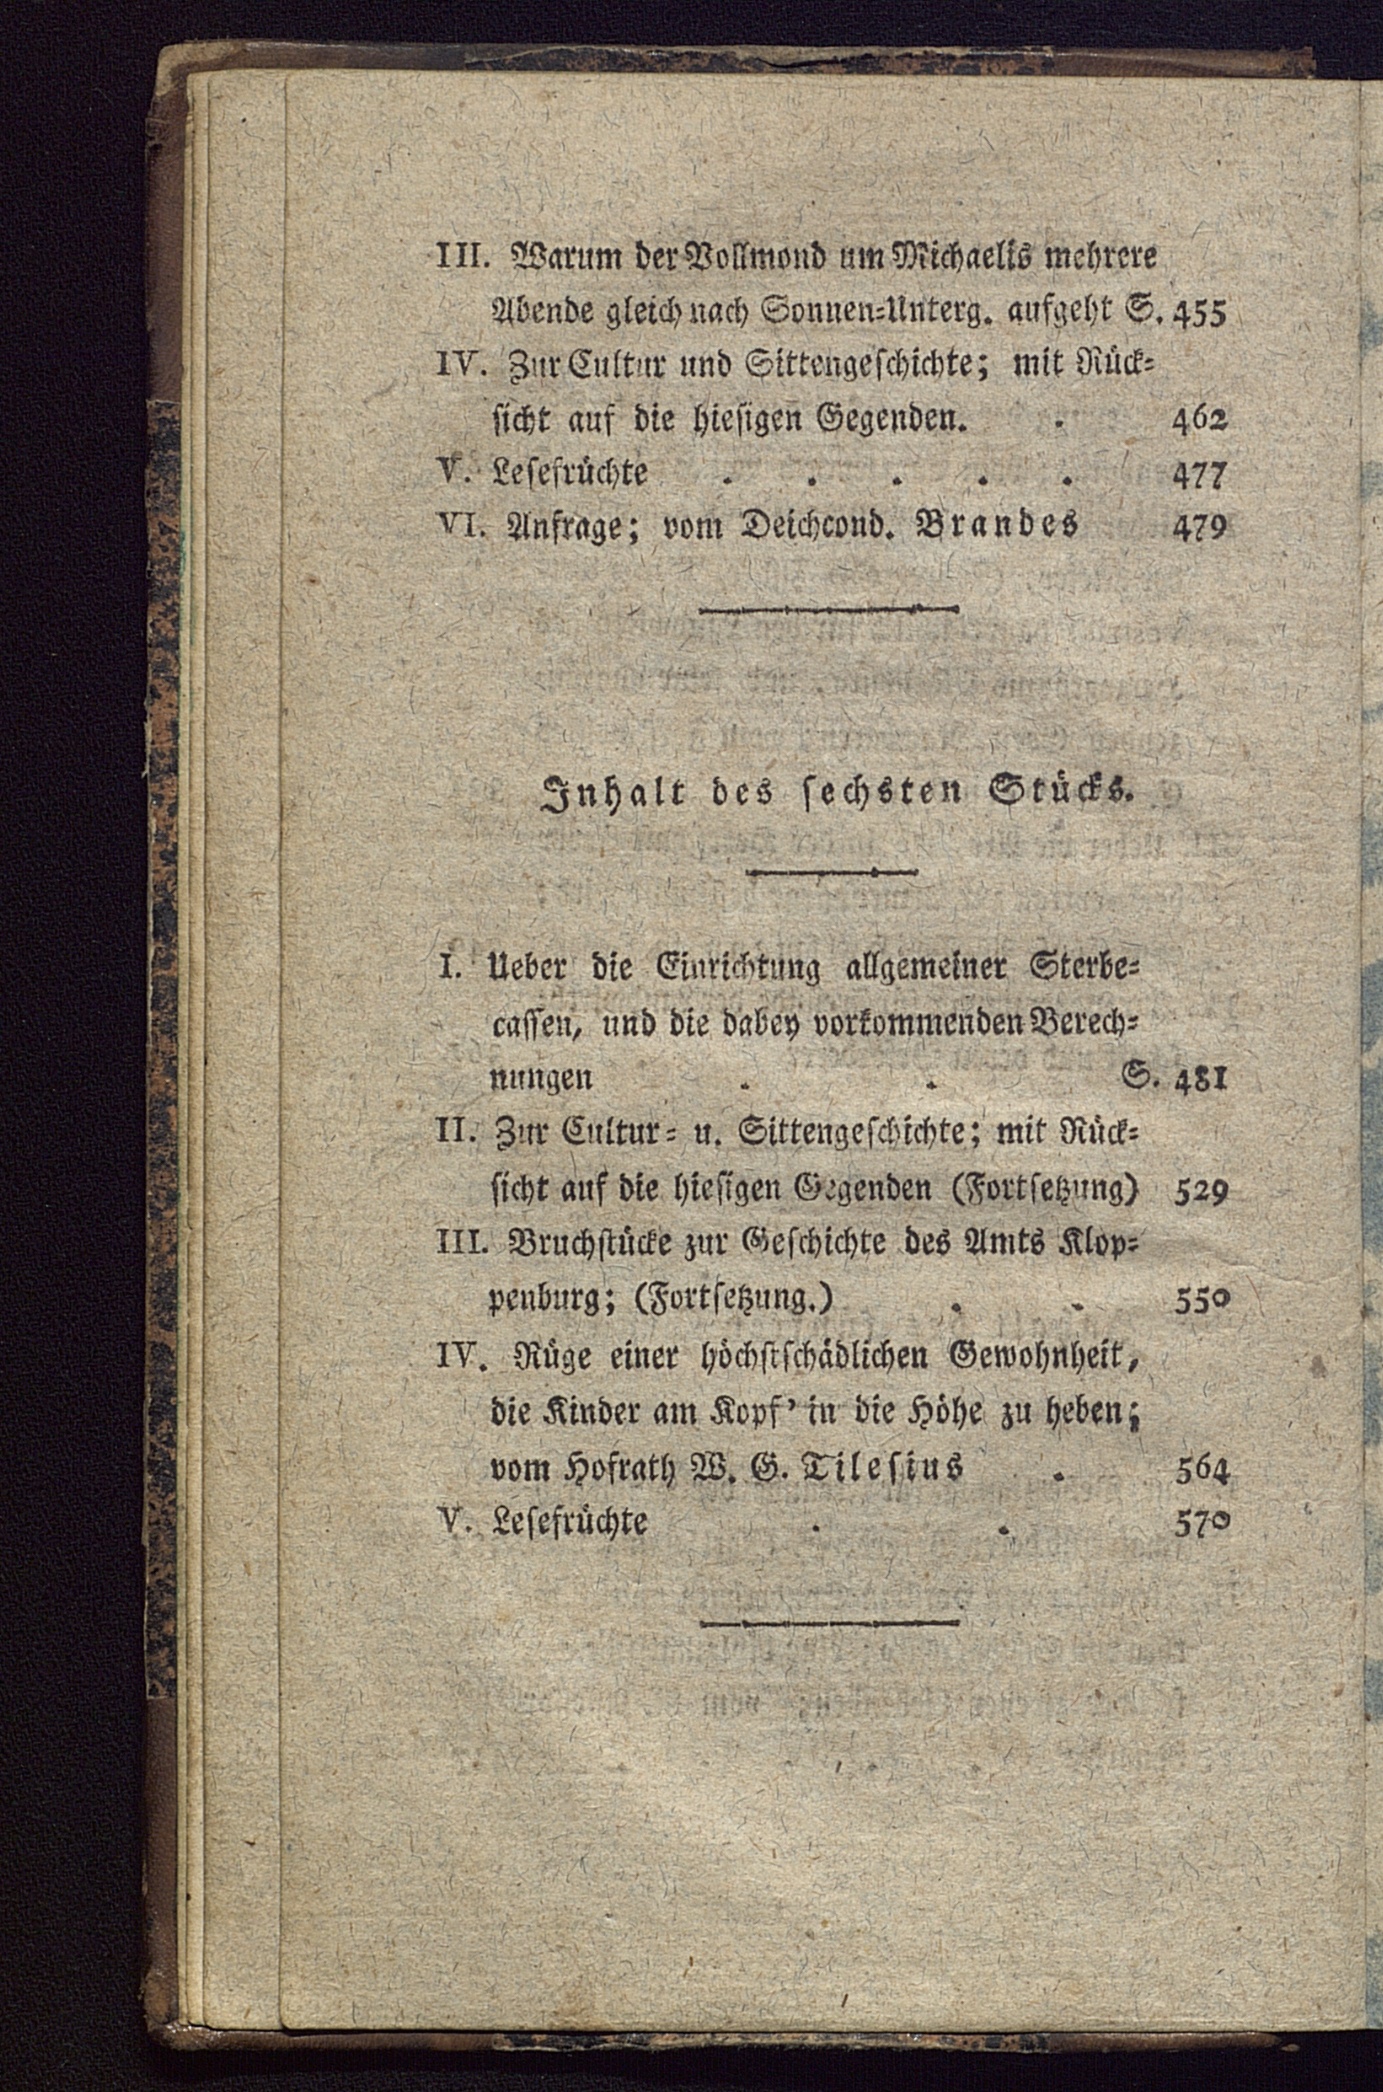 III. Warum der Vollmond um Michaelis mehrere
Abende gleich nach Sonnen-Unterg. aufgeht S. 455
IV. Zur Cultur und Sittengeschichte; mit Rück-
sicht auf die hiesigen Gegenden. . 462
V. Lesefrüchte . . . . . 477
VI. Anfrage; vom Deichcond. Brandes 479
Inhalt des sechsten Stücks.
I. Ueber die Einrichtung allgemeiner Sterbe-
cassen, und die dabey vorkommenden Berech-
nungen . . S. 481
II. Zur Cultur- u. Sittengeschichte; mit Rück-
sicht auf die hiesigen Gegenden (Fortsetzung) 529
III. Bruchstücke zur Geschichte des Amts Klop-
penburg; (Fortsetzung.) . . 550
IV. Rüge einer höchstschädlichen Gewohnheit,
die Kinder am Kopf' in die Höhe zu heben;
vom Hofrath W. G. Tilesius . 564
V. Lesefrüchte . . 570